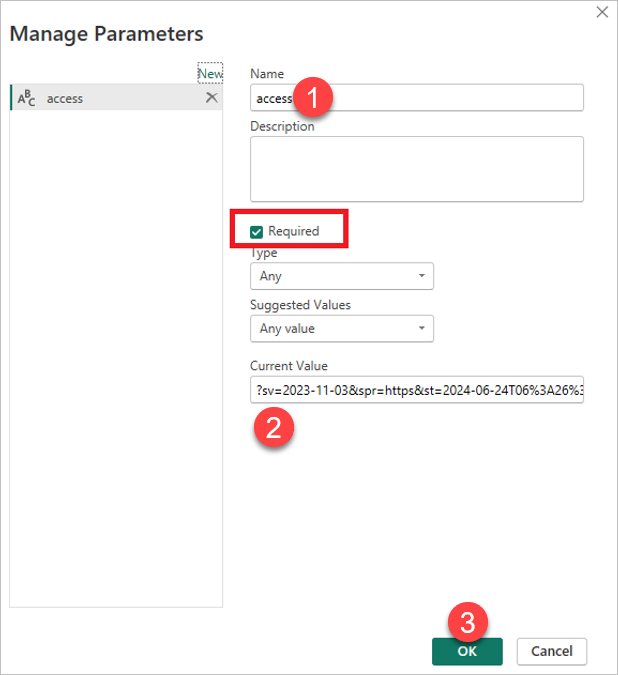 Manage Parameters
New
ABC access
Name
access
1
Description
Required
Type
Any
Suggested Values
Any value
Current Value
?sv=2023-11-03&spr=https&st=2024-06-24T06%3A26%3
2
3
OK
Cancel